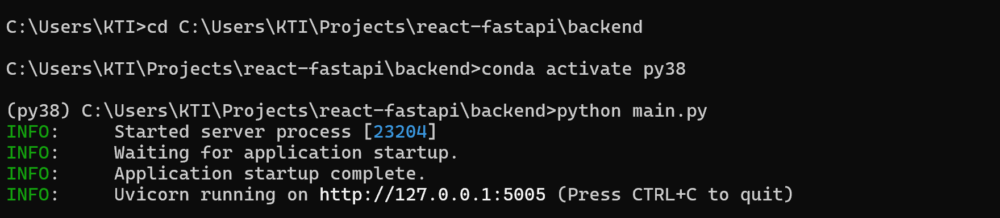 C:\Users\KTI>cd C:\Users\KTI\Projects\react-fastapi\backend
C:\Users\KTI\Projects\react-fastapi\backend>conda activate py38
(py38) C:\Users\KTI\Projects\react-fastapi\backend>python main.py
INFO:     Started server process [23204]
INFO:     Waiting for application startup.
INFO:     Application startup complete.
INFO:     Uvicorn running on http://127.0.0.1:5005 (Press CTRL+C to quit)